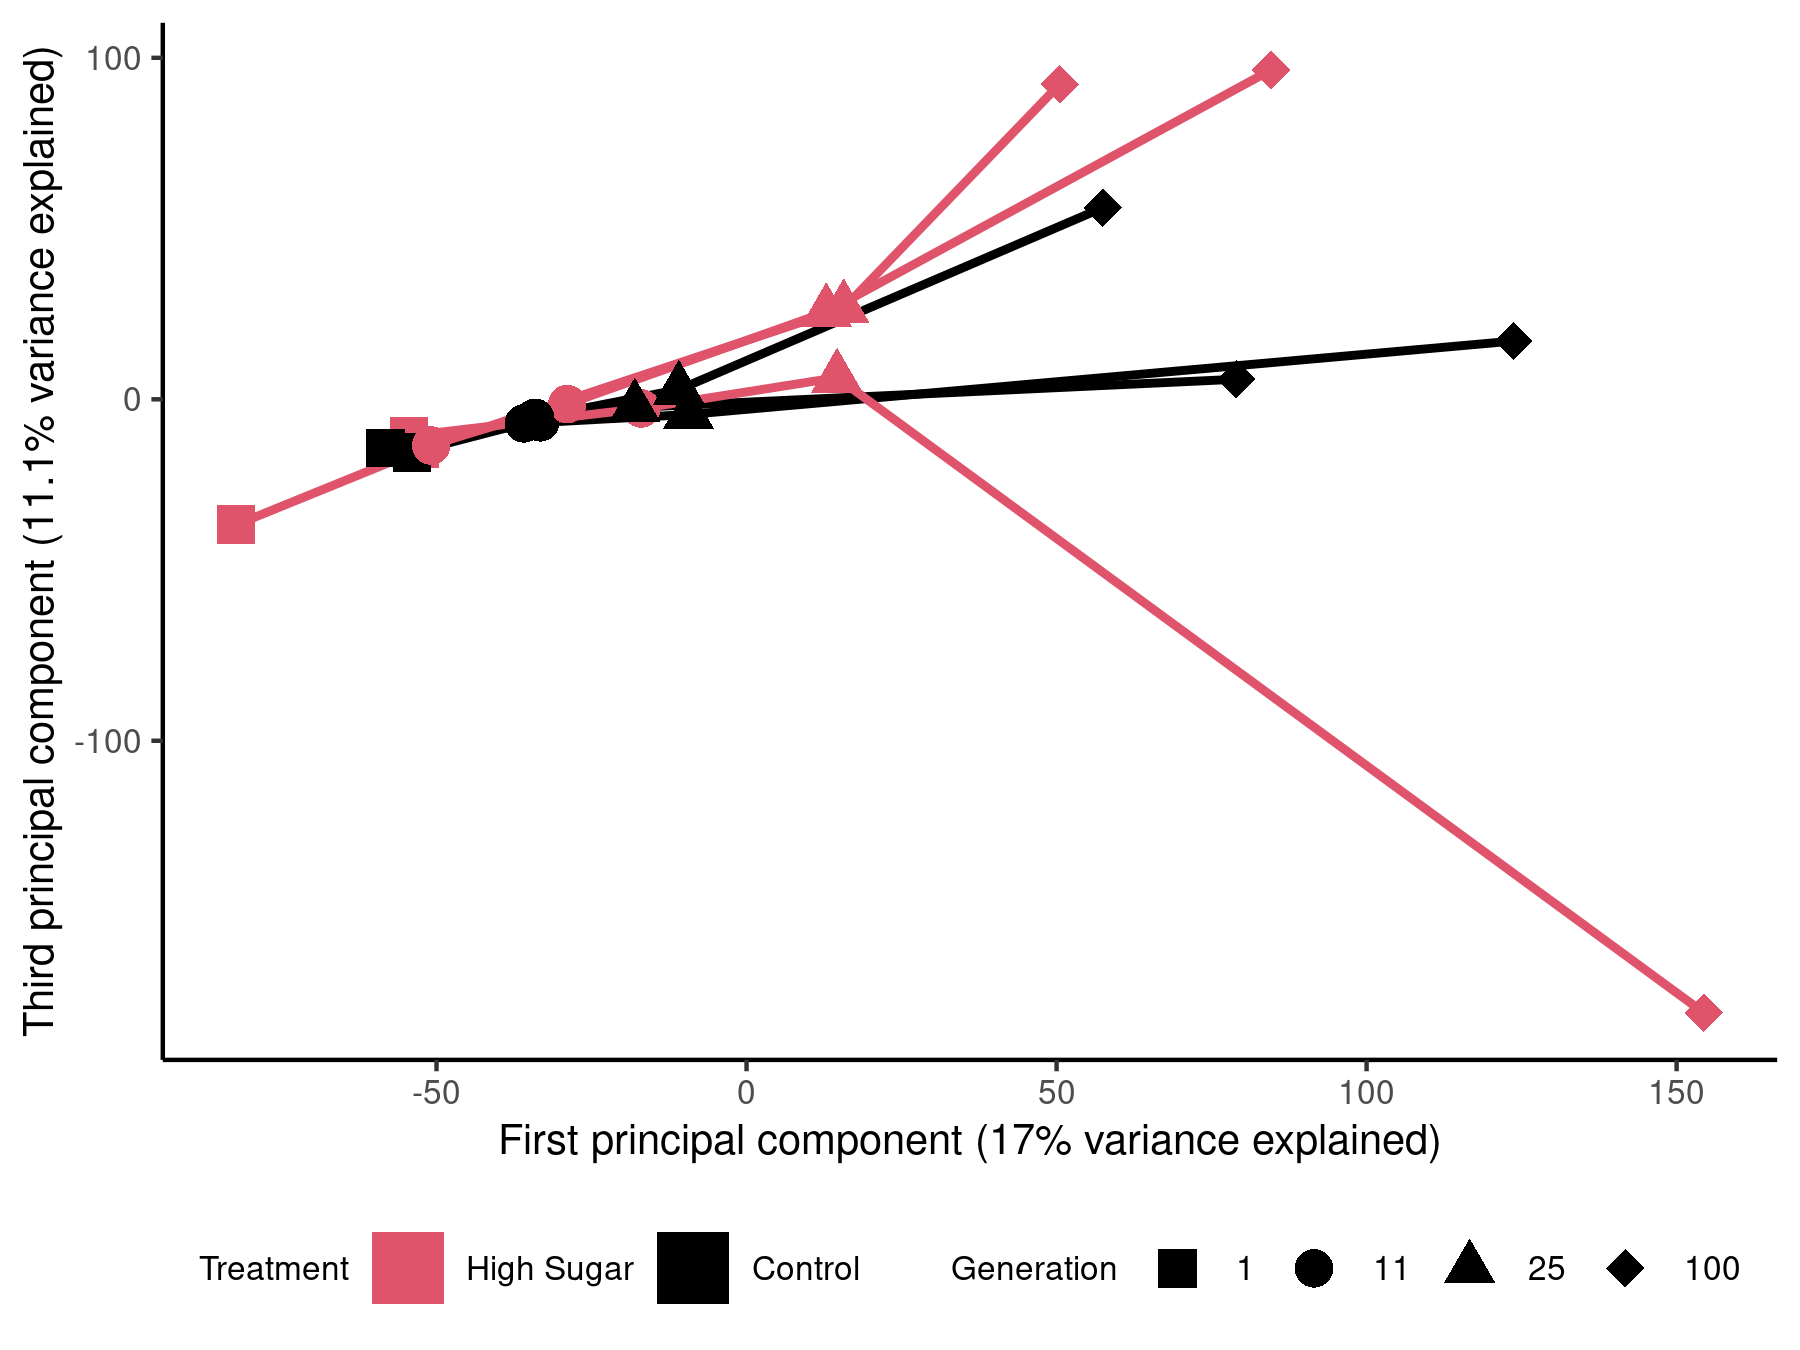 Third principal component (11.1% variance explained)
100
0
-100
-50 0 50 100 150
First principal component (17% variance explained)
Treatment High Sugar Control Generation 1 11 25 100